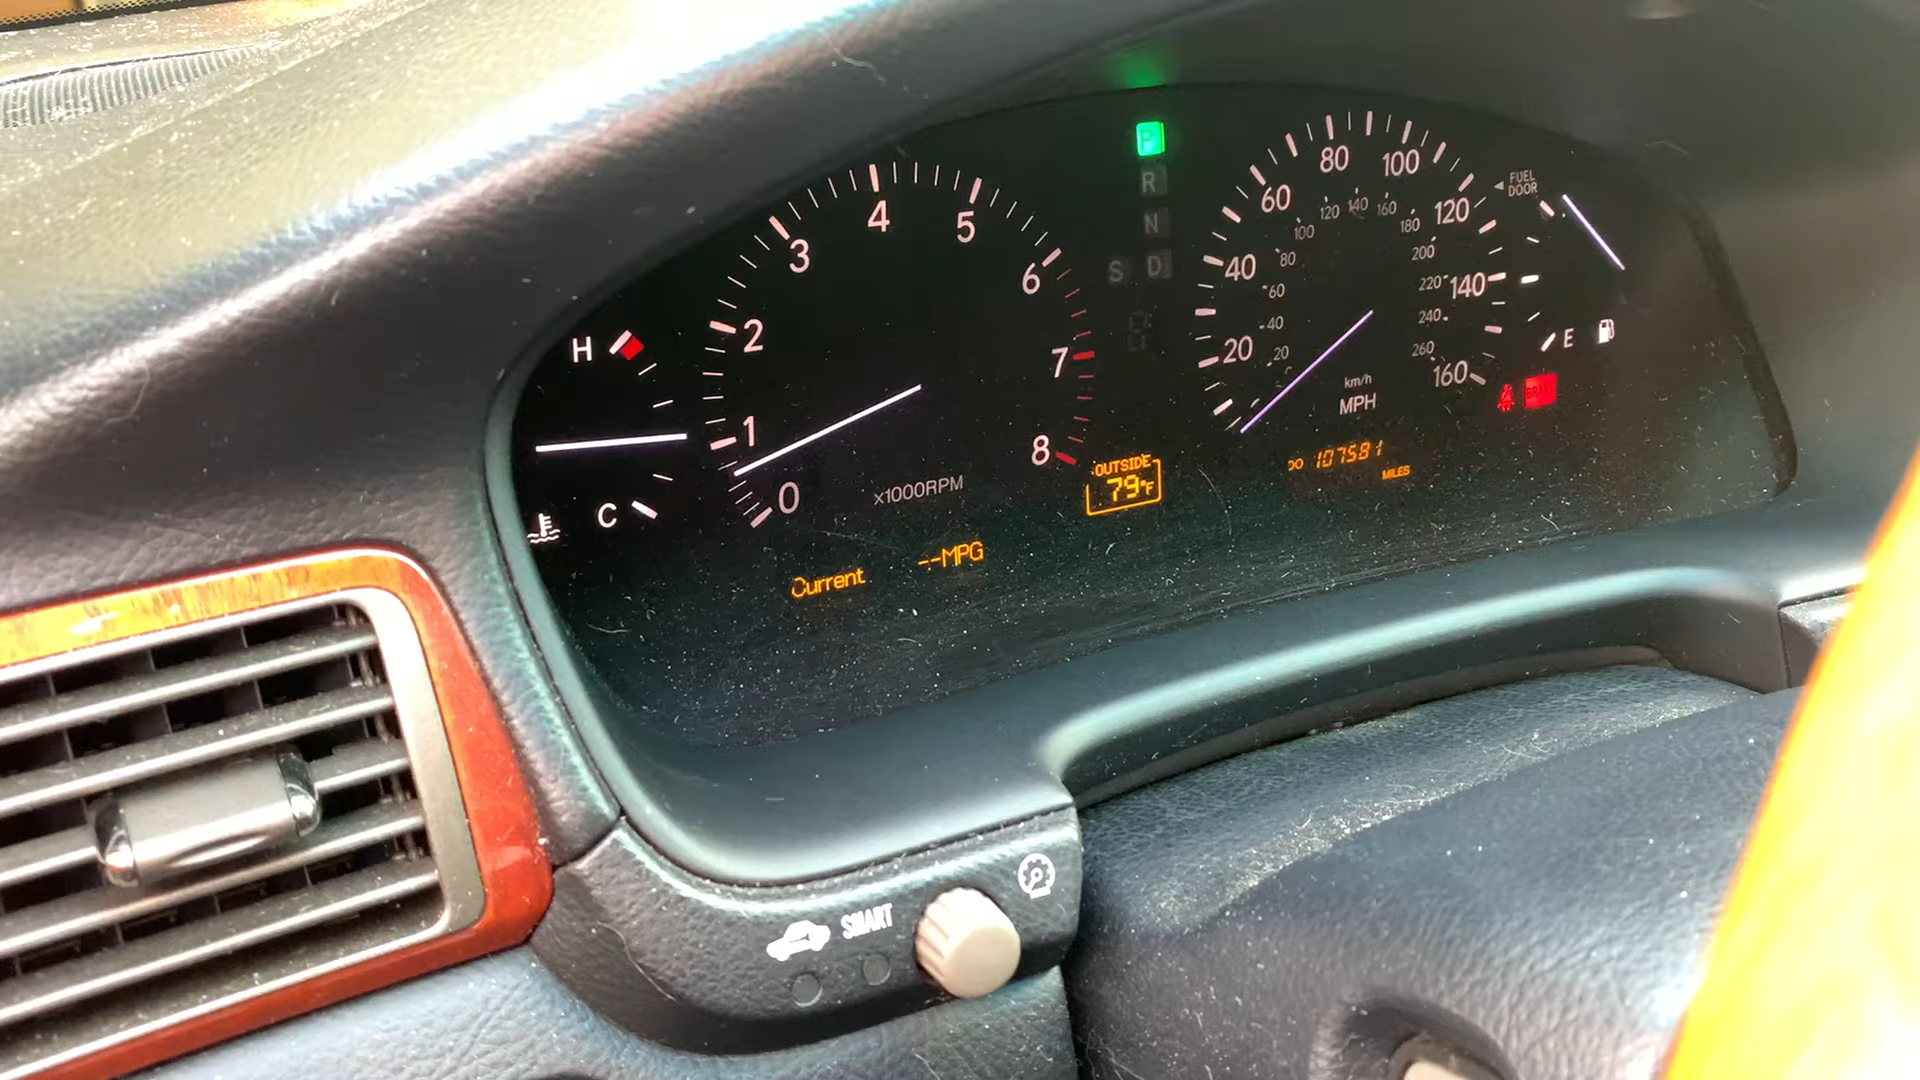 P
R
N
S D
H
C
0
1
2
3
4
5
6
7
8
x1000RPM
20
40
60
80
100
120
140
160
20
40
60
80
100
120
140
160
180
200
220
240
260
km/h
MPH
FUEL
DOOR
E
BRAKE
OUTSIDE
79°F
107581
MILES
Current --MPG
SMART